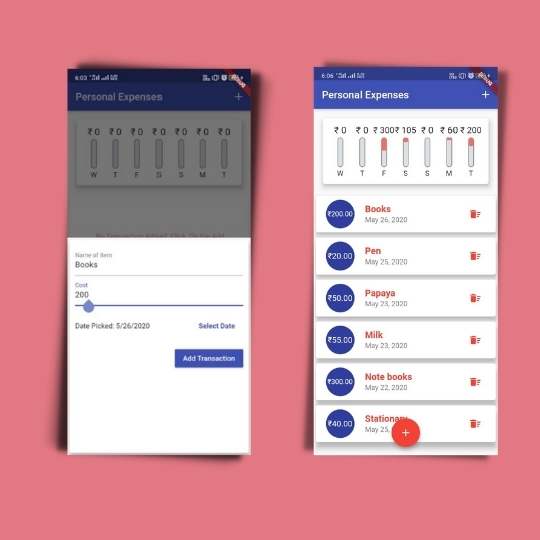 6:03
Personal Expenses +
₹ 0 ₹ 0 ₹ 0 ₹ 0 ₹ 0 ₹ 0 ₹ 0
W T F S S M T
No Transaction Added! Click On the Add
Name of Item
Books
Cost
200
Date Picked: 5/26/2020 Select Date
Add Transaction
6:06
DEBUG
Personal Expenses +
₹ 0 ₹ 0 ₹ 300 ₹ 105 ₹ 0 ₹ 60 ₹ 200
W T F S S M T
₹200.00 Books
May 26, 2020
₹20.00 Pen
May 25, 2020
₹50.00 Papaya
May 23, 2020
₹55.00 Milk
May 23, 2020
₹300.00 Note books
May 22, 2020
₹40.00 Stationary
May 25,
+